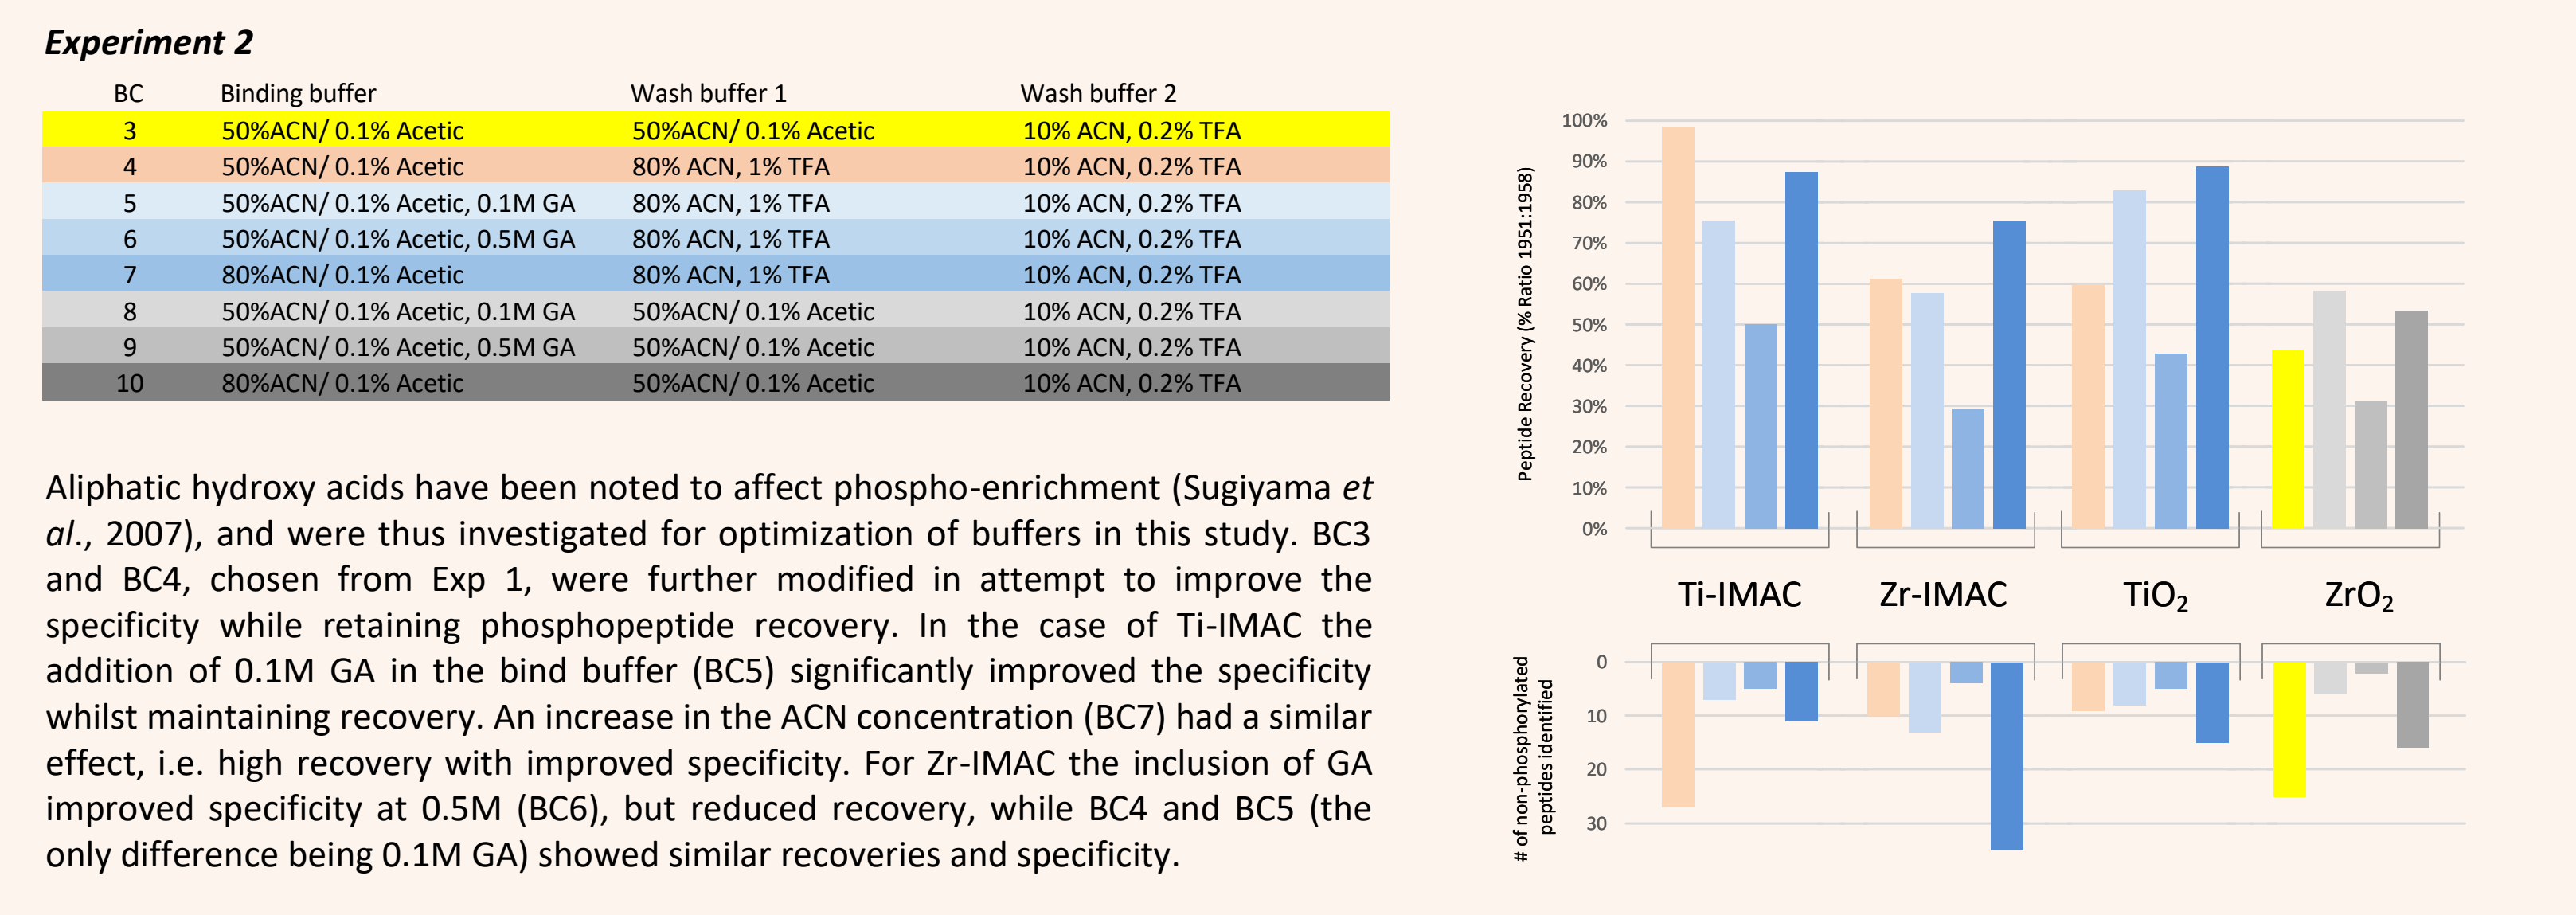 Experiment 2
BC Binding buffer Wash buffer 1 Wash buffer 2
3 50%ACN/ 0.1% Acetic 50%ACN/ 0.1% Acetic 10% ACN, 0.2% TFA
4 50%ACN/ 0.1% Acetic 80% ACN, 1% TFA 10% ACN, 0.2% TFA
5 50%ACN/ 0.1% Acetic, 0.1M GA 80% ACN, 1% TFA 10% ACN, 0.2% TFA
6 50%ACN/ 0.1% Acetic, 0.5M GA 80% ACN, 1% TFA 10% ACN, 0.2% TFA
7 80%ACN/ 0.1% Acetic 80% ACN, 1% TFA 10% ACN, 0.2% TFA
8 50%ACN/ 0.1% Acetic, 0.1M GA 50%ACN/ 0.1% Acetic 10% ACN, 0.2% TFA
9 50%ACN/ 0.1% Acetic, 0.5M GA 50%ACN/ 0.1% Acetic 10% ACN, 0.2% TFA
10 80%ACN/ 0.1% Acetic 50%ACN/ 0.1% Acetic 10% ACN, 0.2% TFA
Aliphatic hydroxy acids have been noted to affect phospho-enrichment (Sugiyama et
al., 2007), and were thus investigated for optimization of buffers in this study. BC3
and BC4, chosen from Exp 1, were further modified in attempt to improve the
specificity while retaining phosphopeptide recovery. In the case of Ti-IMAC the
addition of 0.1M GA in the bind buffer (BC5) significantly improved the specificity
whilst maintaining recovery. An increase in the ACN concentration (BC7) had a similar
effect, i.e. high recovery with improved specificity. For Zr-IMAC the inclusion of GA
improved specificity at 0.5M (BC6), but reduced recovery, while BC4 and BC5 (the
only difference being 0.1M GA) showed similar recoveries and specificity.
Peptide Recovery (% Ratio 1951:1958)
100%
90%
80%
70%
60%
50%
40%
30%
20%
10%
0%
Ti-IMAC Zr-IMAC TiO₂ ZrO₂
# of non-phosphorylated
peptides identified
0
10
20
30